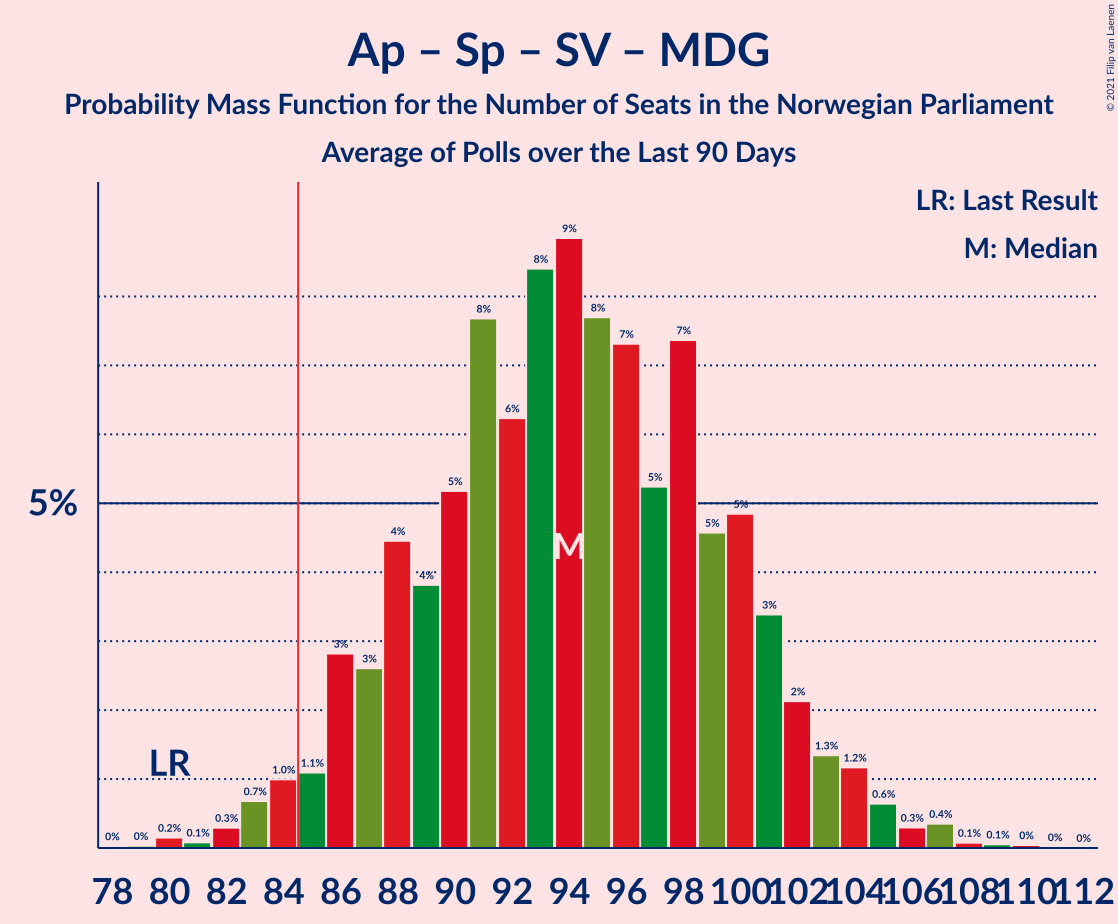 Ap – Sp – SV – MDG
Probability Mass Function for the Number of Seats in the Norwegian Parliament
Average of Polls over the Last 90 Days
© 2021 Filip van Laenen
LR: Last Result
M: Median
5%
LR
M
0% 0% 0.2% 0.1% 0.3% 0.7% 1.0% 1.1% 3% 3% 4% 4% 5% 8% 6% 8% 9% 8% 7% 5% 7% 5% 5% 3% 2% 1.3% 1.2% 0.6% 0.3% 0.4% 0.1% 0.1% 0% 0% 0%
78 80 82 84 86 88 90 92 94 96 98 100 102 104 106 108 110 112